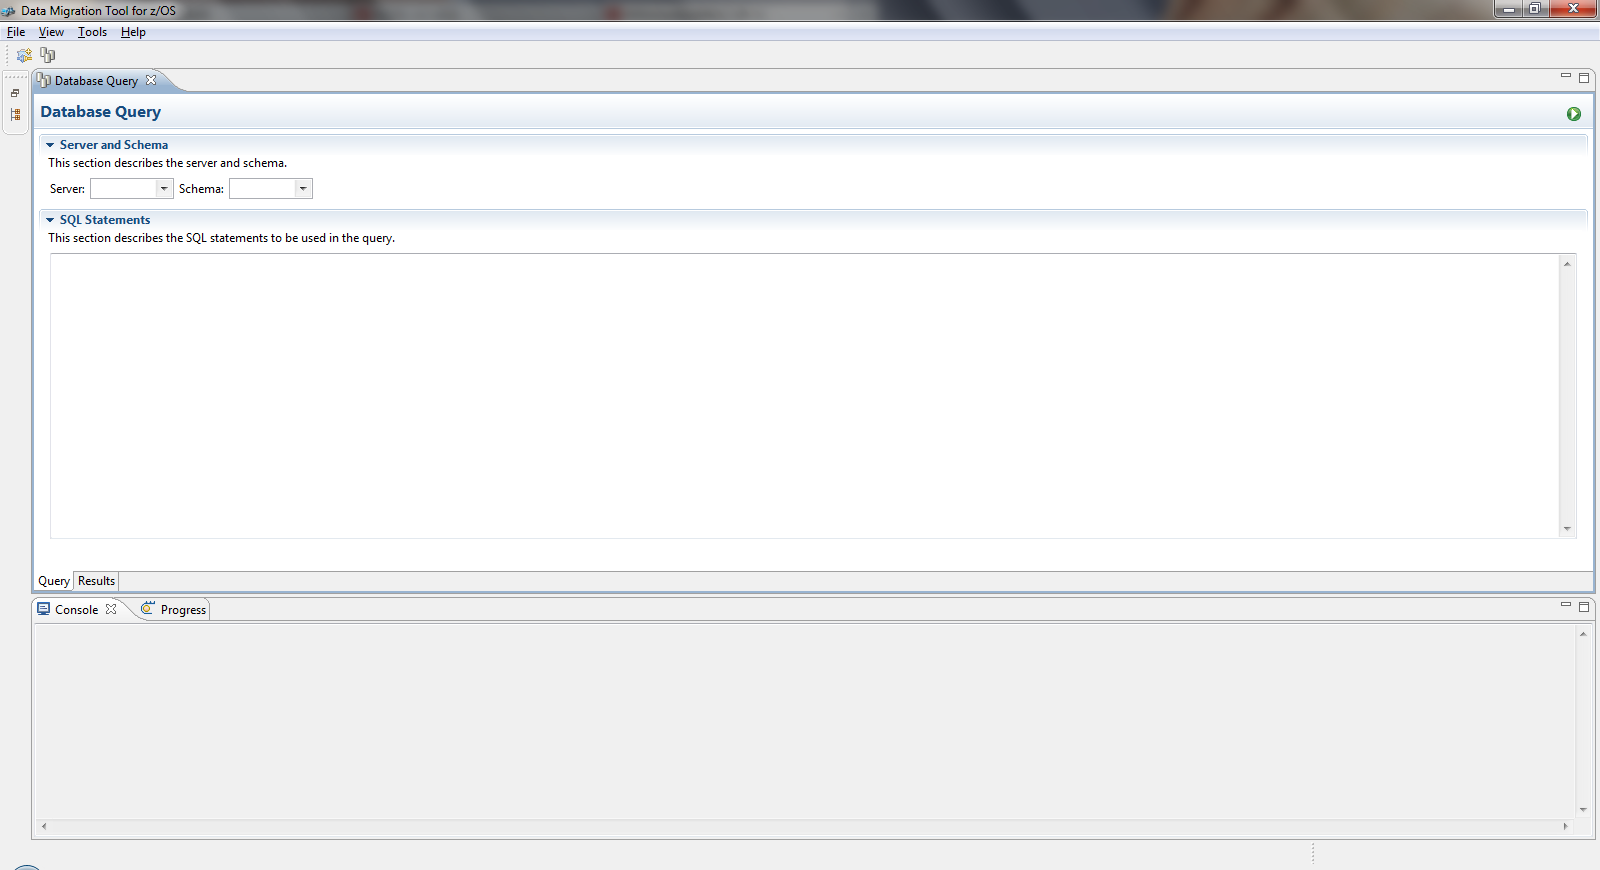 Data Migration Tool for z/OS
File View Tools Help
Database Query
Database Query
Server and Schema
This section describes the server and schema.
Server: Schema:
SQL Statements
This section describes the SQL statements to be used in the query.
Query Results
Console Progress